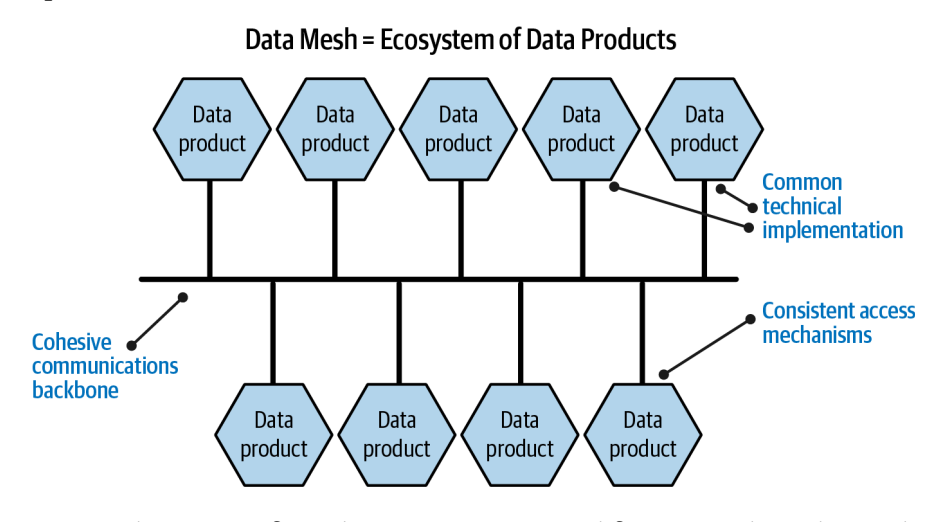 Data Mesh = Ecosystem of Data Products
Data
product
Data
product
Data
product
Data
product
Data
product
Common
technical
implementation
Consistent access
mechanisms
Cohesive
communications
backbone
Data
product
Data
product
Data
product
Data
product